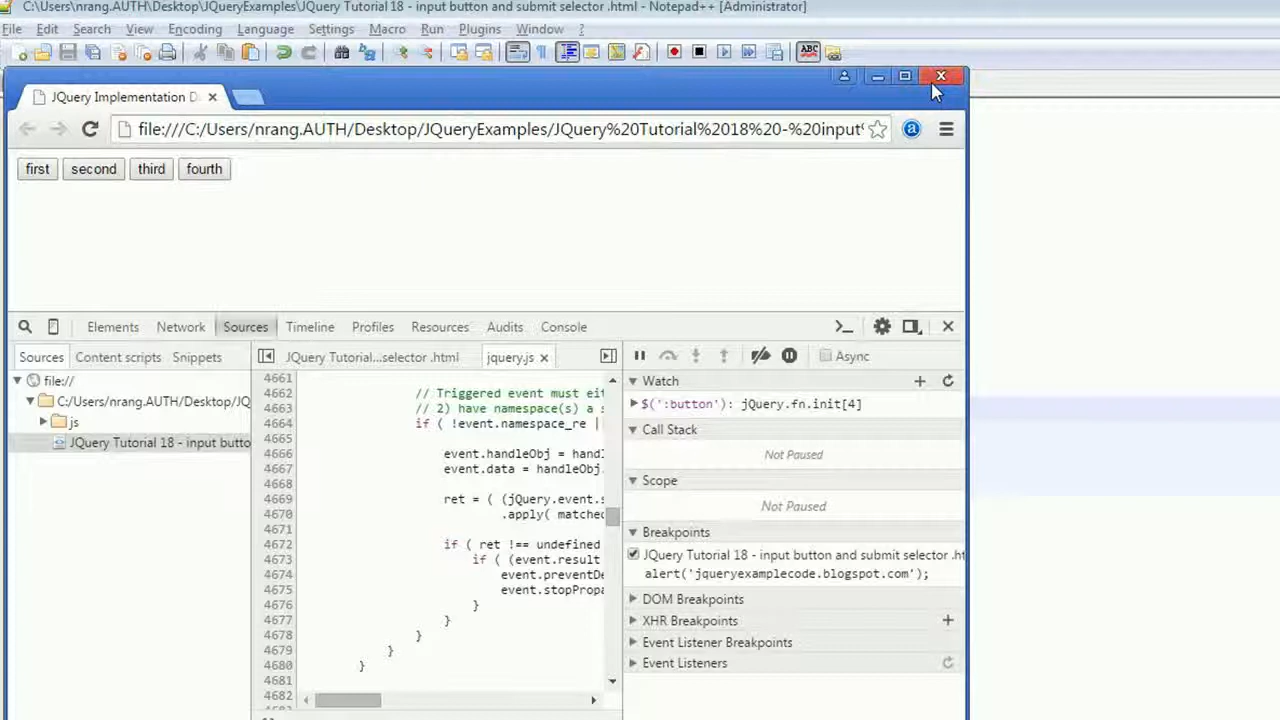 C:\Users\nrang.AUTH\Desktop\JQueryExamples\JQuery Tutorial 18 - input button and submit selector .html - Notepad++ [Administrator]
File Edit Search View Encoding Language Settings Macro Run Plugins Window ?
ABC
JQuery Implementation D
file:///C:/Users/nrang.AUTH/Desktop/JQueryExamples/JQuery%20Tutorial%2018%20-%20input%
a
first second third fourth
Elements Network Sources Timeline Profiles Resources Audits Console
Sources Content scripts Snippets
JQuery Tutorial...selector .html jquery.js
Async
file://
C:/Users/nrang.AUTH/Desktop/JQ
js
JQuery Tutorial 18 - input butto
4661
4662 // Triggered event must eit
4663 // 2) have namespace(s) a s
4664 if ( !event.namespace_re |
4665
4666 event.handleObj = handl
4667 event.data = handleObj.
4668
4669 ret = ( (jQuery.event.s
4670 .apply( matched
4671
4672 if ( ret !== undefined
4673 if ( (event.result
4674 event.preventDe
4675 event.stopPropa
4676 }
4677 }
4678 }
4679 }
4680 }
4681
4682
Watch
$(':button'): jQuery.fn.init[4]
Call Stack
Not Paused
Scope
Not Paused
Breakpoints
JQuery Tutorial 18 - input button and submit selector .ht
alert('jqueryexamplecode.blogspot.com');
DOM Breakpoints
XHR Breakpoints
Event Listener Breakpoints
Event Listeners